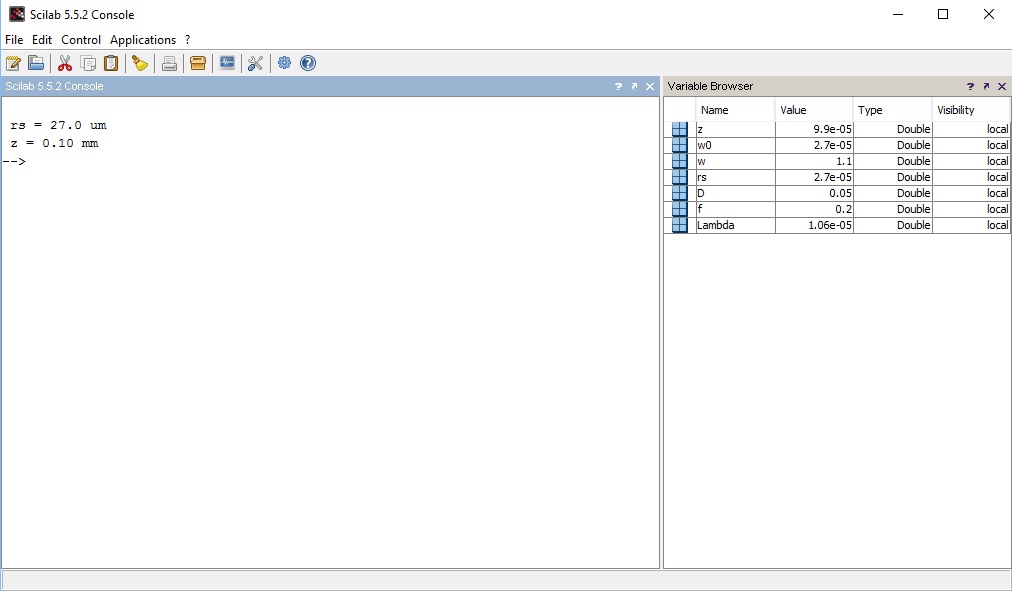 Scilab 5.5.2 Console
File Edit Control Applications ?
Scilab 5.5.2 Console
rs = 27.0 um
z = 0.10 mm
-->
Variable Browser
Name Value Type Visibility
z 9.9e-05 Double local
w0 2.7e-05 Double local
w 1.1 Double local
rs 2.7e-05 Double local
D 0.05 Double local
f 0.2 Double local
Lambda 1.06e-05 Double local